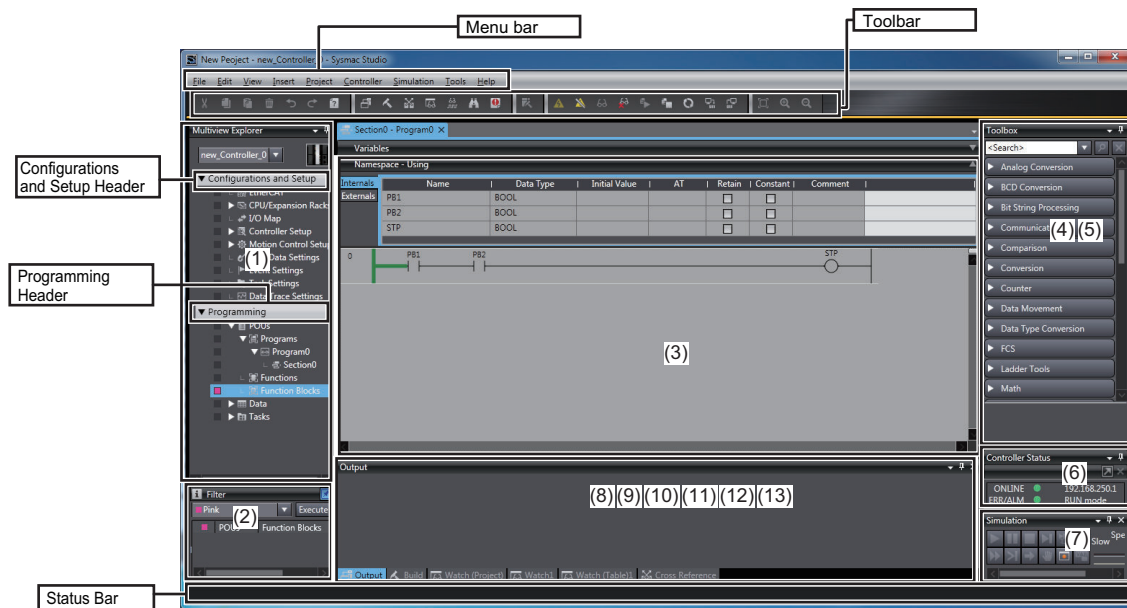 Menu bar
Toolbar
New Peoject - new_Controller_0 - Sysmac Studio
File Edit View Insert Project Controller Simulation Tools Help
Multiview Explorer
new_Controller_0
Configurations and Setup Header
Configurations and Setup
EtherCAT
CPU/Expansion Rack
I/O Map
Controller Setup
Motion Control Setu
(1)
Data Settings
Event Settings
Settings
Data Trace Settings
Programming Header
Programming
POUs
Programs
Program0
Section0
Functions
Function Blocks
Data
Tasks
Filter
Pink
Execute
(2)
POUs Function Blocks
Section0 - Program0
Variables
Namespace - Using
Internals
Externals
Name Data Type Initial Value AT Retain Constant Comment
PB1 BOOL
PB2 BOOL
STP BOOL
0
PB1 PB2 STP
(3)
Output
(8) (9) (10) (11) (12) (13)
Output Build Watch (Project) Watch1 Watch (Table)1 Cross Reference
Toolbox
<Search>
Analog Conversion
BCD Conversion
Bit String Processing
Communicat
(4) (5)
Comparison
Conversion
Counter
Data Movement
Data Type Conversion
FCS
Ladder Tools
Math
Controller Status
(6)
ONLINE 192.168.250.1
ERR/ALM RUN mode
Simulation
(7)
Slow
Spe
Status Bar